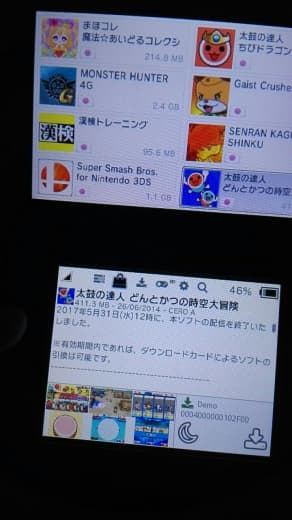 まほコレ
魔法☆あいどるコレクシ
214.8 MB
太鼓の達人
ちびドラゴン
MONSTER HUNTER
4G
2.4 GB
Gaist Crushe
漢検
漢検トレーニング
95.6 MB
SENRAN KAG
SHINKU
Super Smash Bros.
for Nintendo 3DS
1.1 GB
太鼓の達人
どんとかつの時空大
46%
太鼓の達人 どんとかつの時空大冒険
411.3 MB - 26/06/2014 - CERO A
2017年5月31日(水)12時に、本ソフトの配信を終了いた
しました。
※有効期間内であれば、ダウンロードカードによるソフトの
引換は可能です。
Demo
0004000000102F00